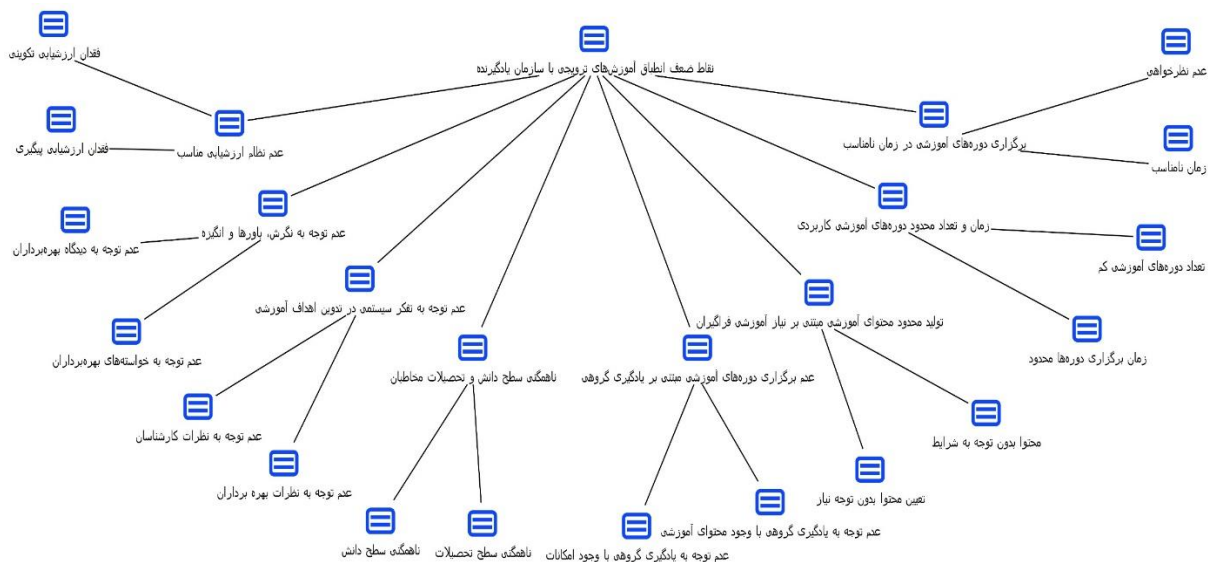 نقاط ضعف انطباق آموزش‌های ترویجی با سازمان یادگیرنده
برگزاری دوره‌های آموزشی در زمان نامناسب
عدم نظرخواهی
زمان نامناسب
زمان و تعداد محدود دوره‌های آموزشی کاربردی
تعداد دوره‌های آموزشی کم
زمان برگزاری دوره‌ها محدود
تولید محدود محتوای آموزشی مبتنی بر نیاز آموزشی فراگیران
محتوا بدون توجه به شرایط
تعیین محتوا بدون توجه نیاز
عدم برگزاری دوره‌های آموزشی مبتنی بر یادگیری گروهی
عدم توجه به یادگیری گروهی با وجود محتوای آموزشی
عدم توجه به یادگیری گروهی با وجود امکانات
ناهمگنی سطح دانش و تحصیلات مخاطبان
ناهمگنی سطح تحصیلات
ناهمگنی سطح دانش
عدم توجه به تفکر سیستمی در تدوین اهداف آموزشی
عدم توجه به نظرات بهره برداران
عدم توجه به نظرات کارشناسان
عدم توجه به نگرش، باورها و انگیزه
عدم توجه به خواسته‌های بهره‌برداران
عدم توجه به دیدگاه بهره‌برداران
عدم نظام ارزشیابی مناسب
فقدان ارزشیابی پیگیری
فقدان ارزشیابی تکوینی